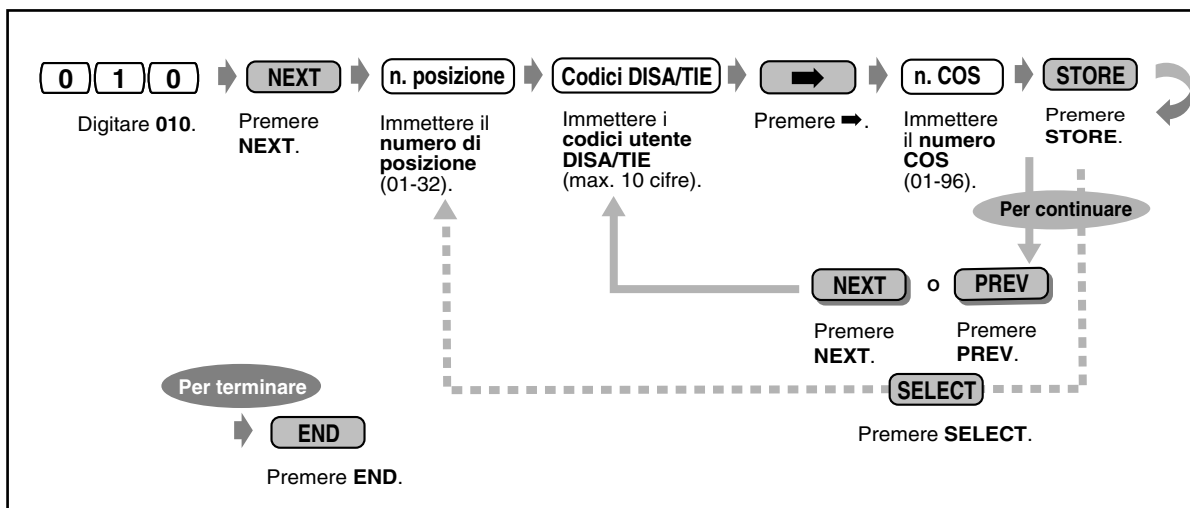 0 1 0 NEXT n. posizione Codici DISA/TIE ➡ n. COS STORE
Digitare 010.
Premere
NEXT.
Immettere il
numero di
posizione
(01-32).
Immettere i
codici utente
DISA/TIE
(max. 10 cifre).
Premere ➡.
Immettere
il numero
COS
(01-96).
Premere
STORE.
Per continuare
NEXT o PREV
Premere
NEXT.
Premere
PREV.
SELECT
Premere SELECT.
Per terminare
END
Premere END.